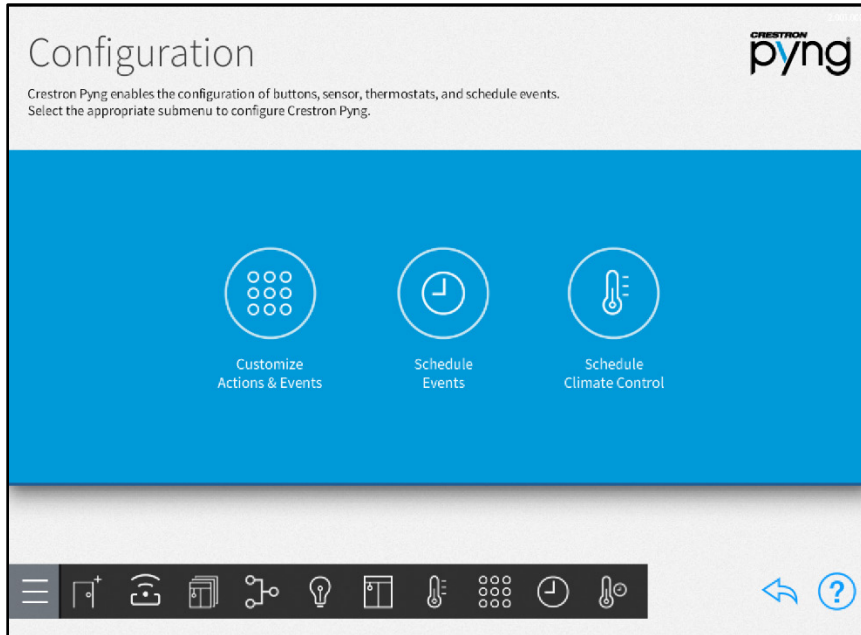 Configuration
CRESTRON
pyng
Crestron Pyng enables the configuration of buttons, sensor, thermostats, and schedule events.
Select the appropriate submenu to configure Crestron Pyng.
Customize
Actions & Events
Schedule
Events
Schedule
Climate Control
?